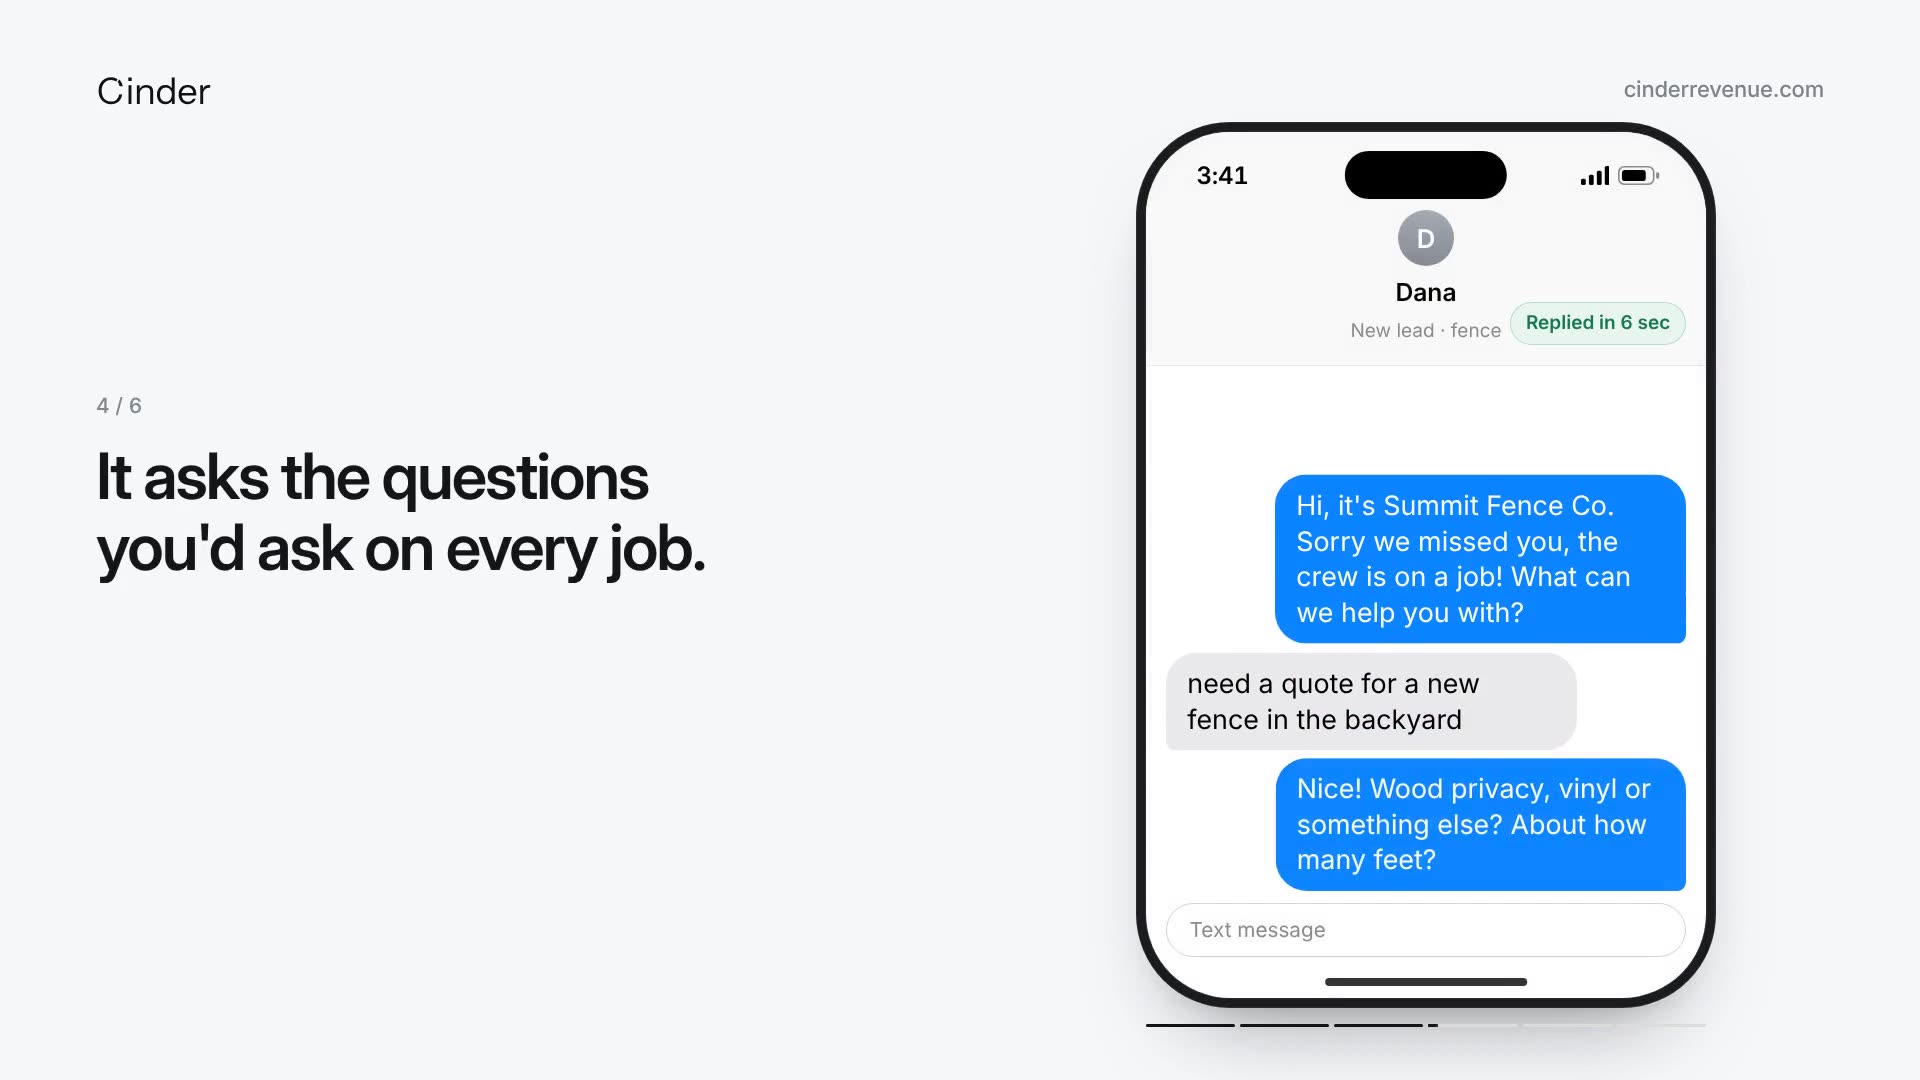 Cinder
cinderrevenue.com
4 / 6
It asks the questions
you'd ask on every job.
3:41
D
Dana
New lead · fence
Replied in 6 sec
Hi, it's Summit Fence Co.
Sorry we missed you, the
crew is on a job! What can
we help you with?
need a quote for a new
fence in the backyard
Nice! Wood privacy, vinyl or
something else? About how
many feet?
Text message